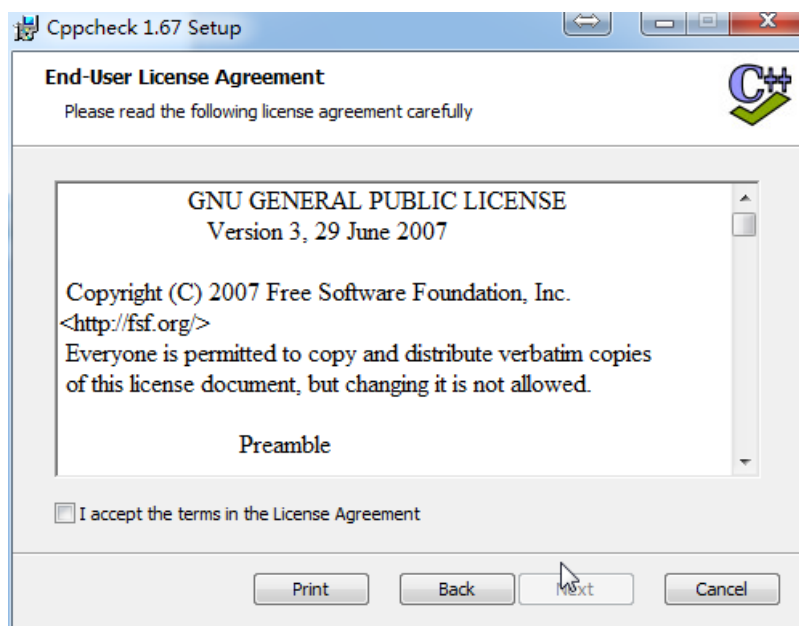 Cppcheck 1.67 Setup
End-User License Agreement
Please read the following license agreement carefully
C++
GNU GENERAL PUBLIC LICENSE
Version 3, 29 June 2007
Copyright (C) 2007 Free Software Foundation, Inc.
<http://fsf.org/>
Everyone is permitted to copy and distribute verbatim copies
of this license document, but changing it is not allowed.
Preamble
I accept the terms in the License Agreement
Print Back Next Cancel